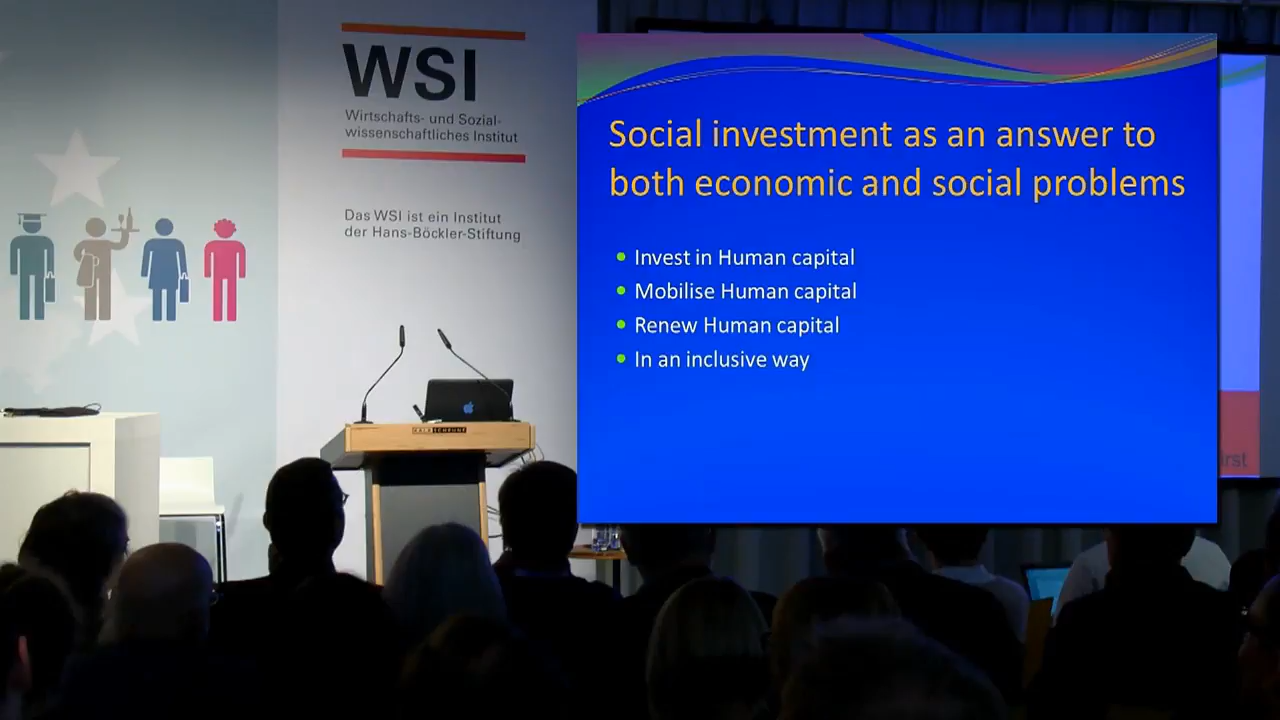 WSI
Wirtschafts- und Sozial-
wissenschaftliches Institut
Das WSI ist ein Institut
der Hans-Böckler-Stiftung
Social investment as an answer to
both economic and social problems
Invest in Human capital
Mobilise Human capital
Renew Human capital
In an inclusive way